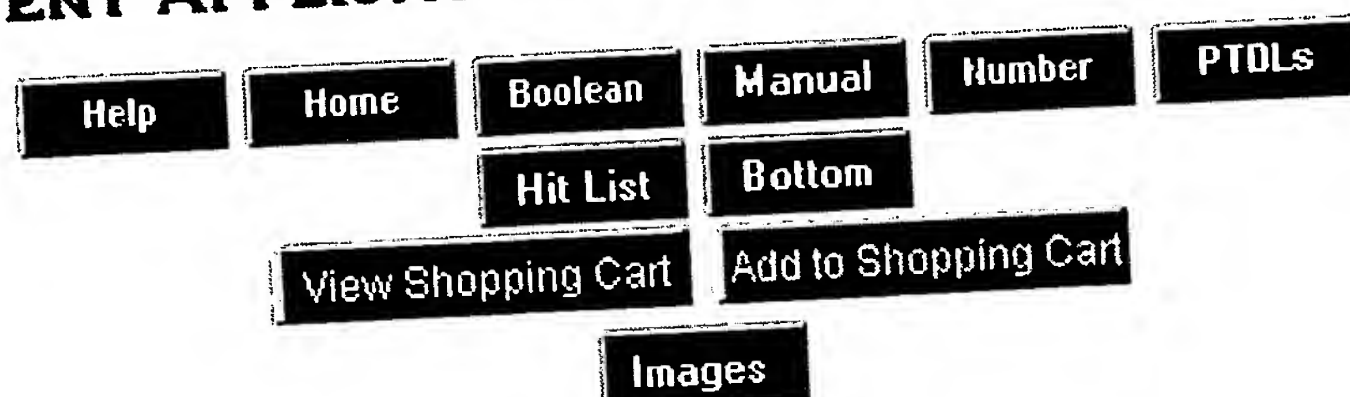 Help Home Boolean Manual Number PTDLs
Hit List Bottom
View Shopping Cart Add to Shopping Cart
Images